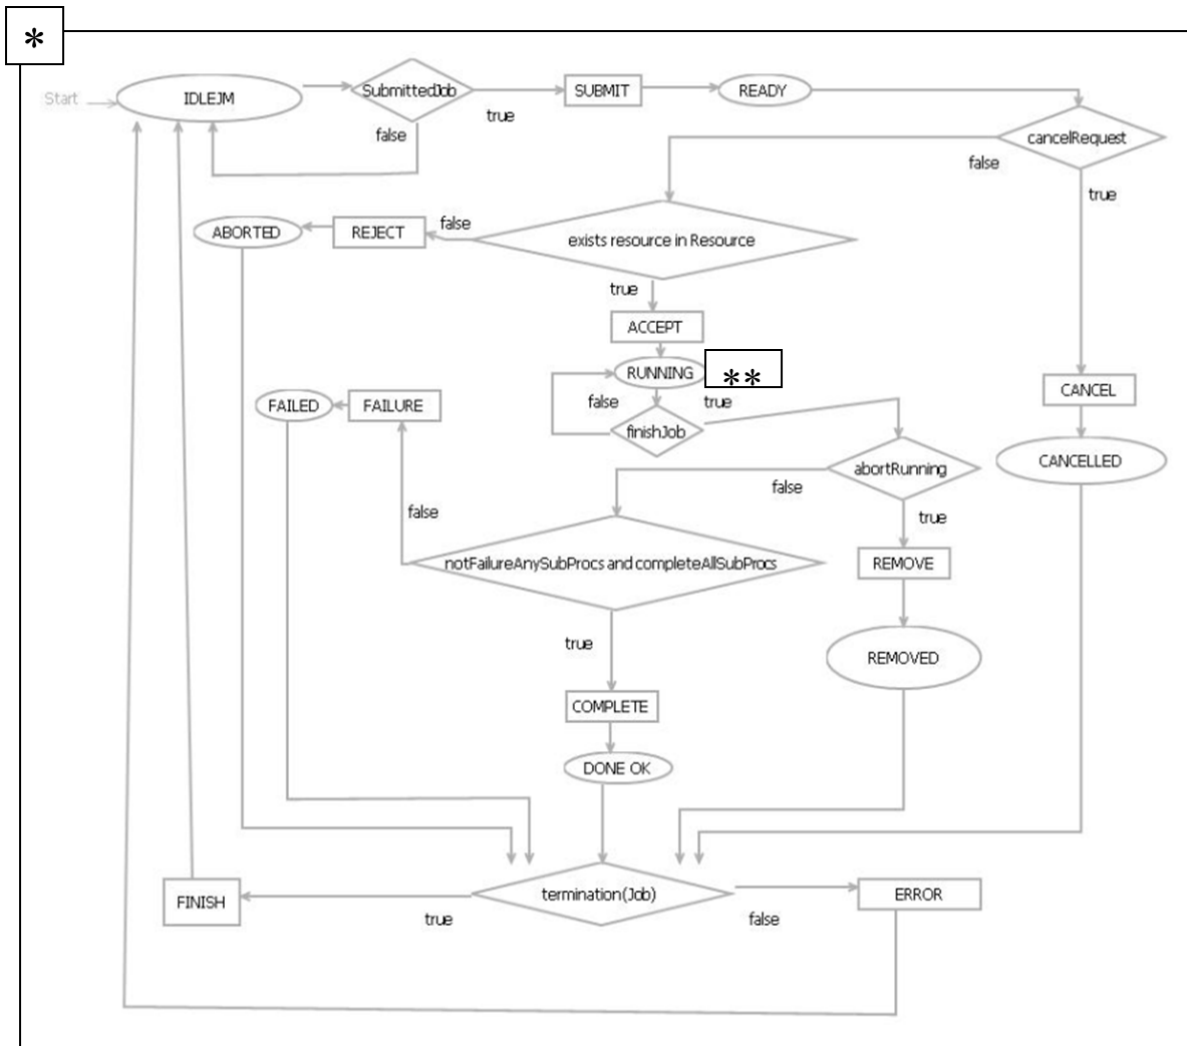 *
Start
IDLEJM
SubmittedJob
SUBMIT
READY
true
false
cancelRequest
false
true
ABORTED
REJECT
false
exists resource in Resource
true
ACCEPT
RUNNING
**
false
true
FAILED
FAILURE
finishJob
CANCEL
abortRunning
CANCELLED
false
true
false
notFailureAnySubProcs and completeAllSubProcs
REMOVE
true
REMOVED
COMPLETE
DONE OK
termination(Job)
FINISH
true
false
ERROR